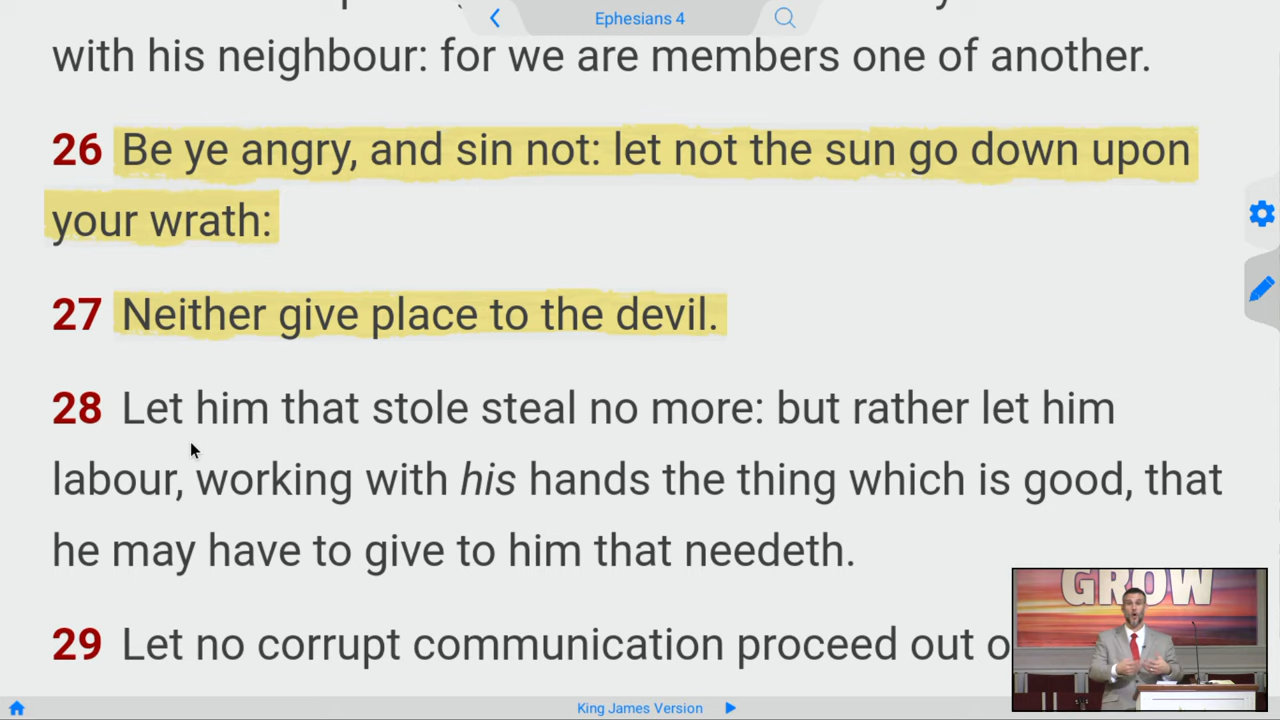 Ephesians 4
with his neighbour: for we are members one of another.
26 Be ye angry, and sin not: let not the sun go down upon
your wrath:
27 Neither give place to the devil.
28 Let him that stole steal no more: but rather let him
labour, working with his hands the thing which is good, that
he may have to give to him that needeth.
29 Let no corrupt communication proceed out o
GROW
King James Version